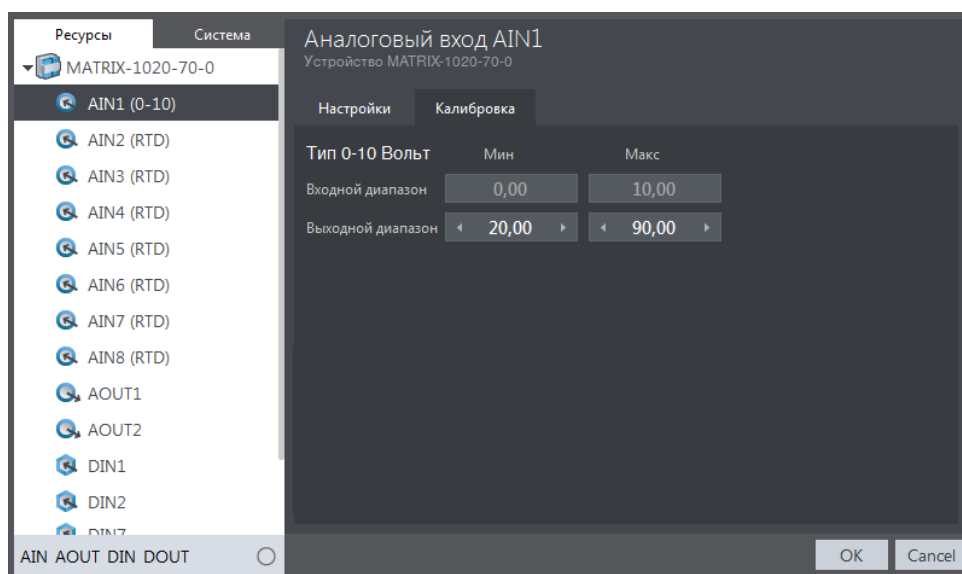 Ресурсы Система
MATRIX-1020-70-0
AIN1 (0-10)
AIN2 (RTD)
AIN3 (RTD)
AIN4 (RTD)
AIN5 (RTD)
AIN6 (RTD)
AIN7 (RTD)
AIN8 (RTD)
AOUT1
AOUT2
DIN1
DIN2
DIN7
AIN AOUT DIN DOUT
Аналоговый вход AIN1
Устройство MATRIX-1020-70-0
Настройки Калибровка
Тип 0-10 Вольт Мин Макс
Входной диапазон 0,00 10,00
Выходной диапазон 20,00 90,00
OK Cancel